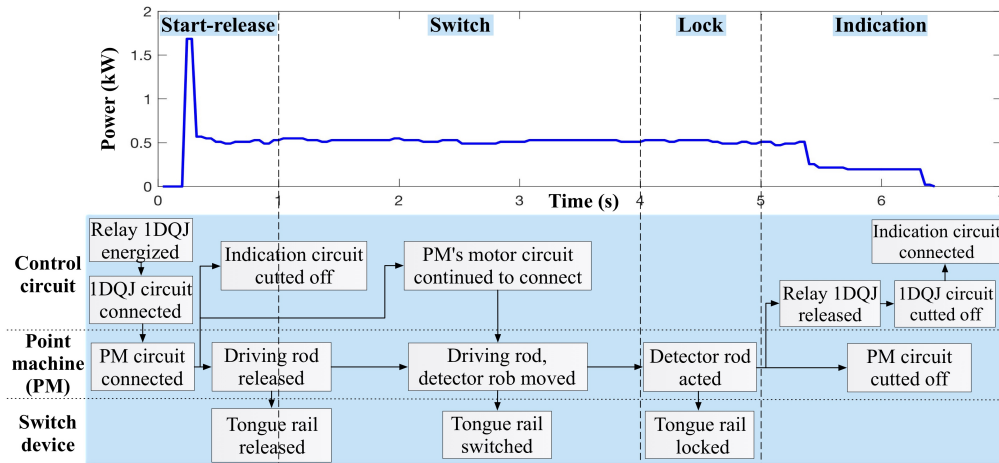 Start-release
Switch
Lock
Indication
Power (kW)
2
1.5
1
0.5
0
0
1
2
3
4
5
6
7
Time (s)
Control
circuit
Relay 1DQJ
energized
1DQJ circuit
connected
Indication circuit
cutted off
PM's motor circuit
continued to connect
Indication circuit
connected
Relay 1DQJ
released
1DQJ circuit
cutted off
Point
machine
(PM)
PM circuit
connected
Driving rod
released
Driving rod,
detector rob moved
Detector rod
acted
PM circuit
cutted off
Switch
device
Tongue rail
released
Tongue rail
switched
Tongue rail
locked